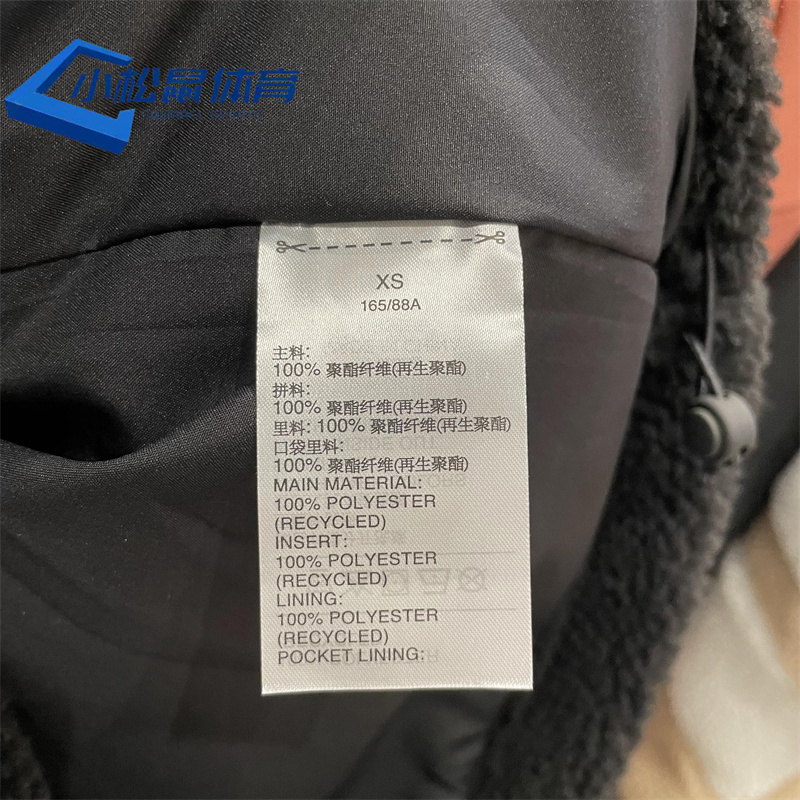 小松鼠体育
XS
165/88A
主料:
100% 聚酯纤维(再生聚酯)
拼料:
100% 聚酯纤维(再生聚酯)
里料: 100% 聚酯纤维(再生聚酯)
口袋里料:
100% 聚酯纤维(再生聚酯)
MAIN MATERIAL:
100% POLYESTER
(RECYCLED)
INSERT:
100% POLYESTER
(RECYCLED)
LINING:
100% POLYESTER
(RECYCLED)
POCKET LINING: